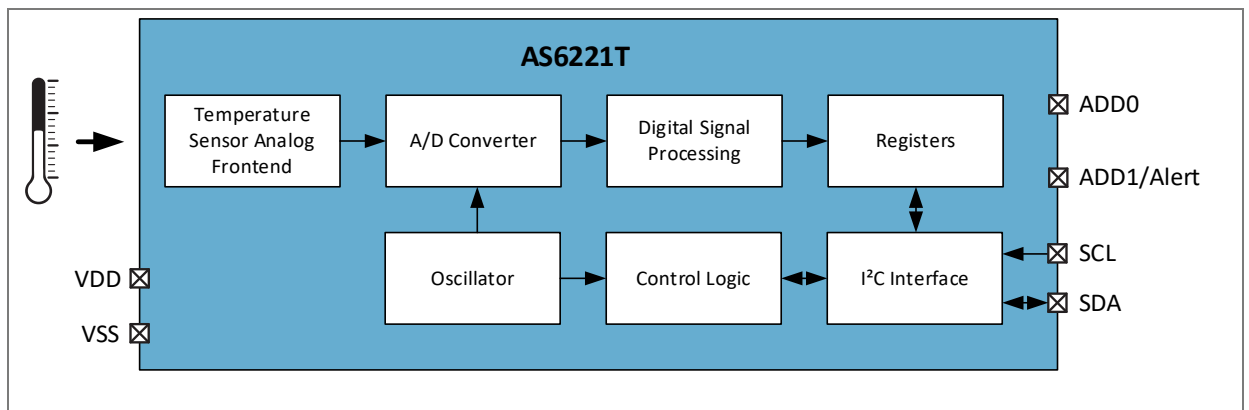 AS6221T
Temperature
Sensor Analog
Frontend
A/D Converter
Digital Signal
Processing
Registers
ADD0
ADD1/Alert
Oscillator
Control Logic
I²C Interface
SCL
SDA
VDD
VSS